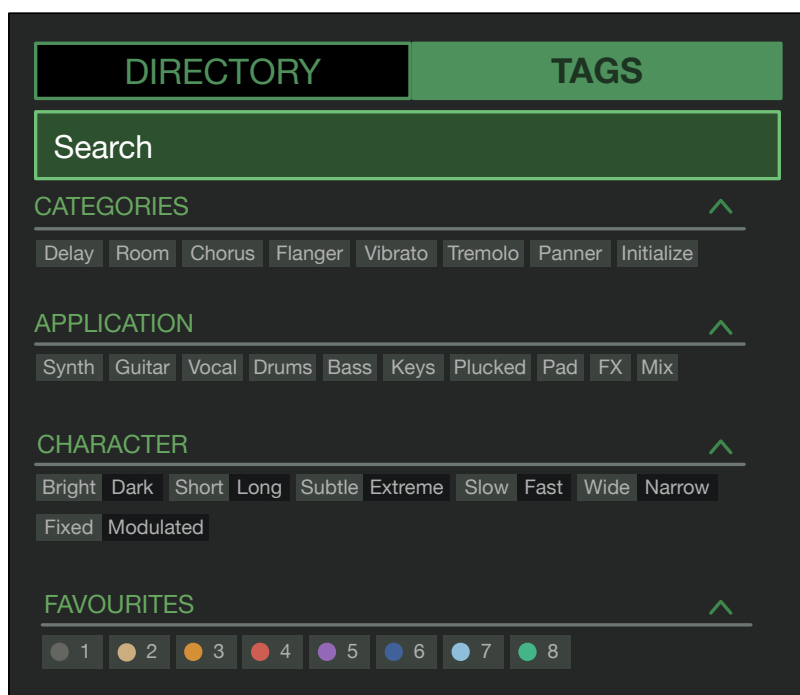 DIRECTORY TAGS
Search
CATEGORIES
Delay Room Chorus Flanger Vibrato Tremolo Panner Initialize
APPLICATION
Synth Guitar Vocal Drums Bass Keys Plucked Pad FX Mix
CHARACTER
Bright Dark Short Long Subtle Extreme Slow Fast Wide Narrow
Fixed Modulated
FAVOURITES
1 2 3 4 5 6 7 8